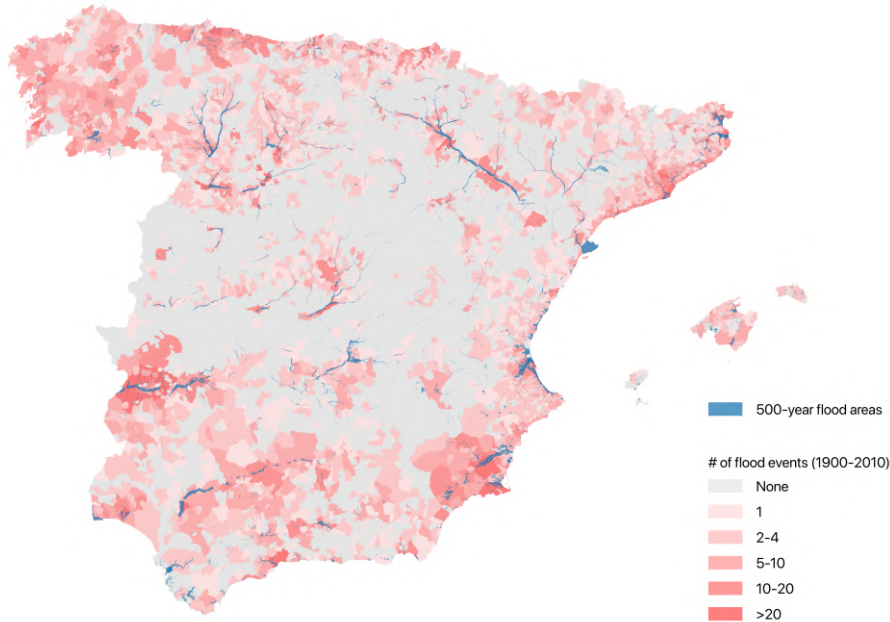 500-year flood areas
# of flood events (1900-2010)
None
1
2-4
5-10
10-20
>20